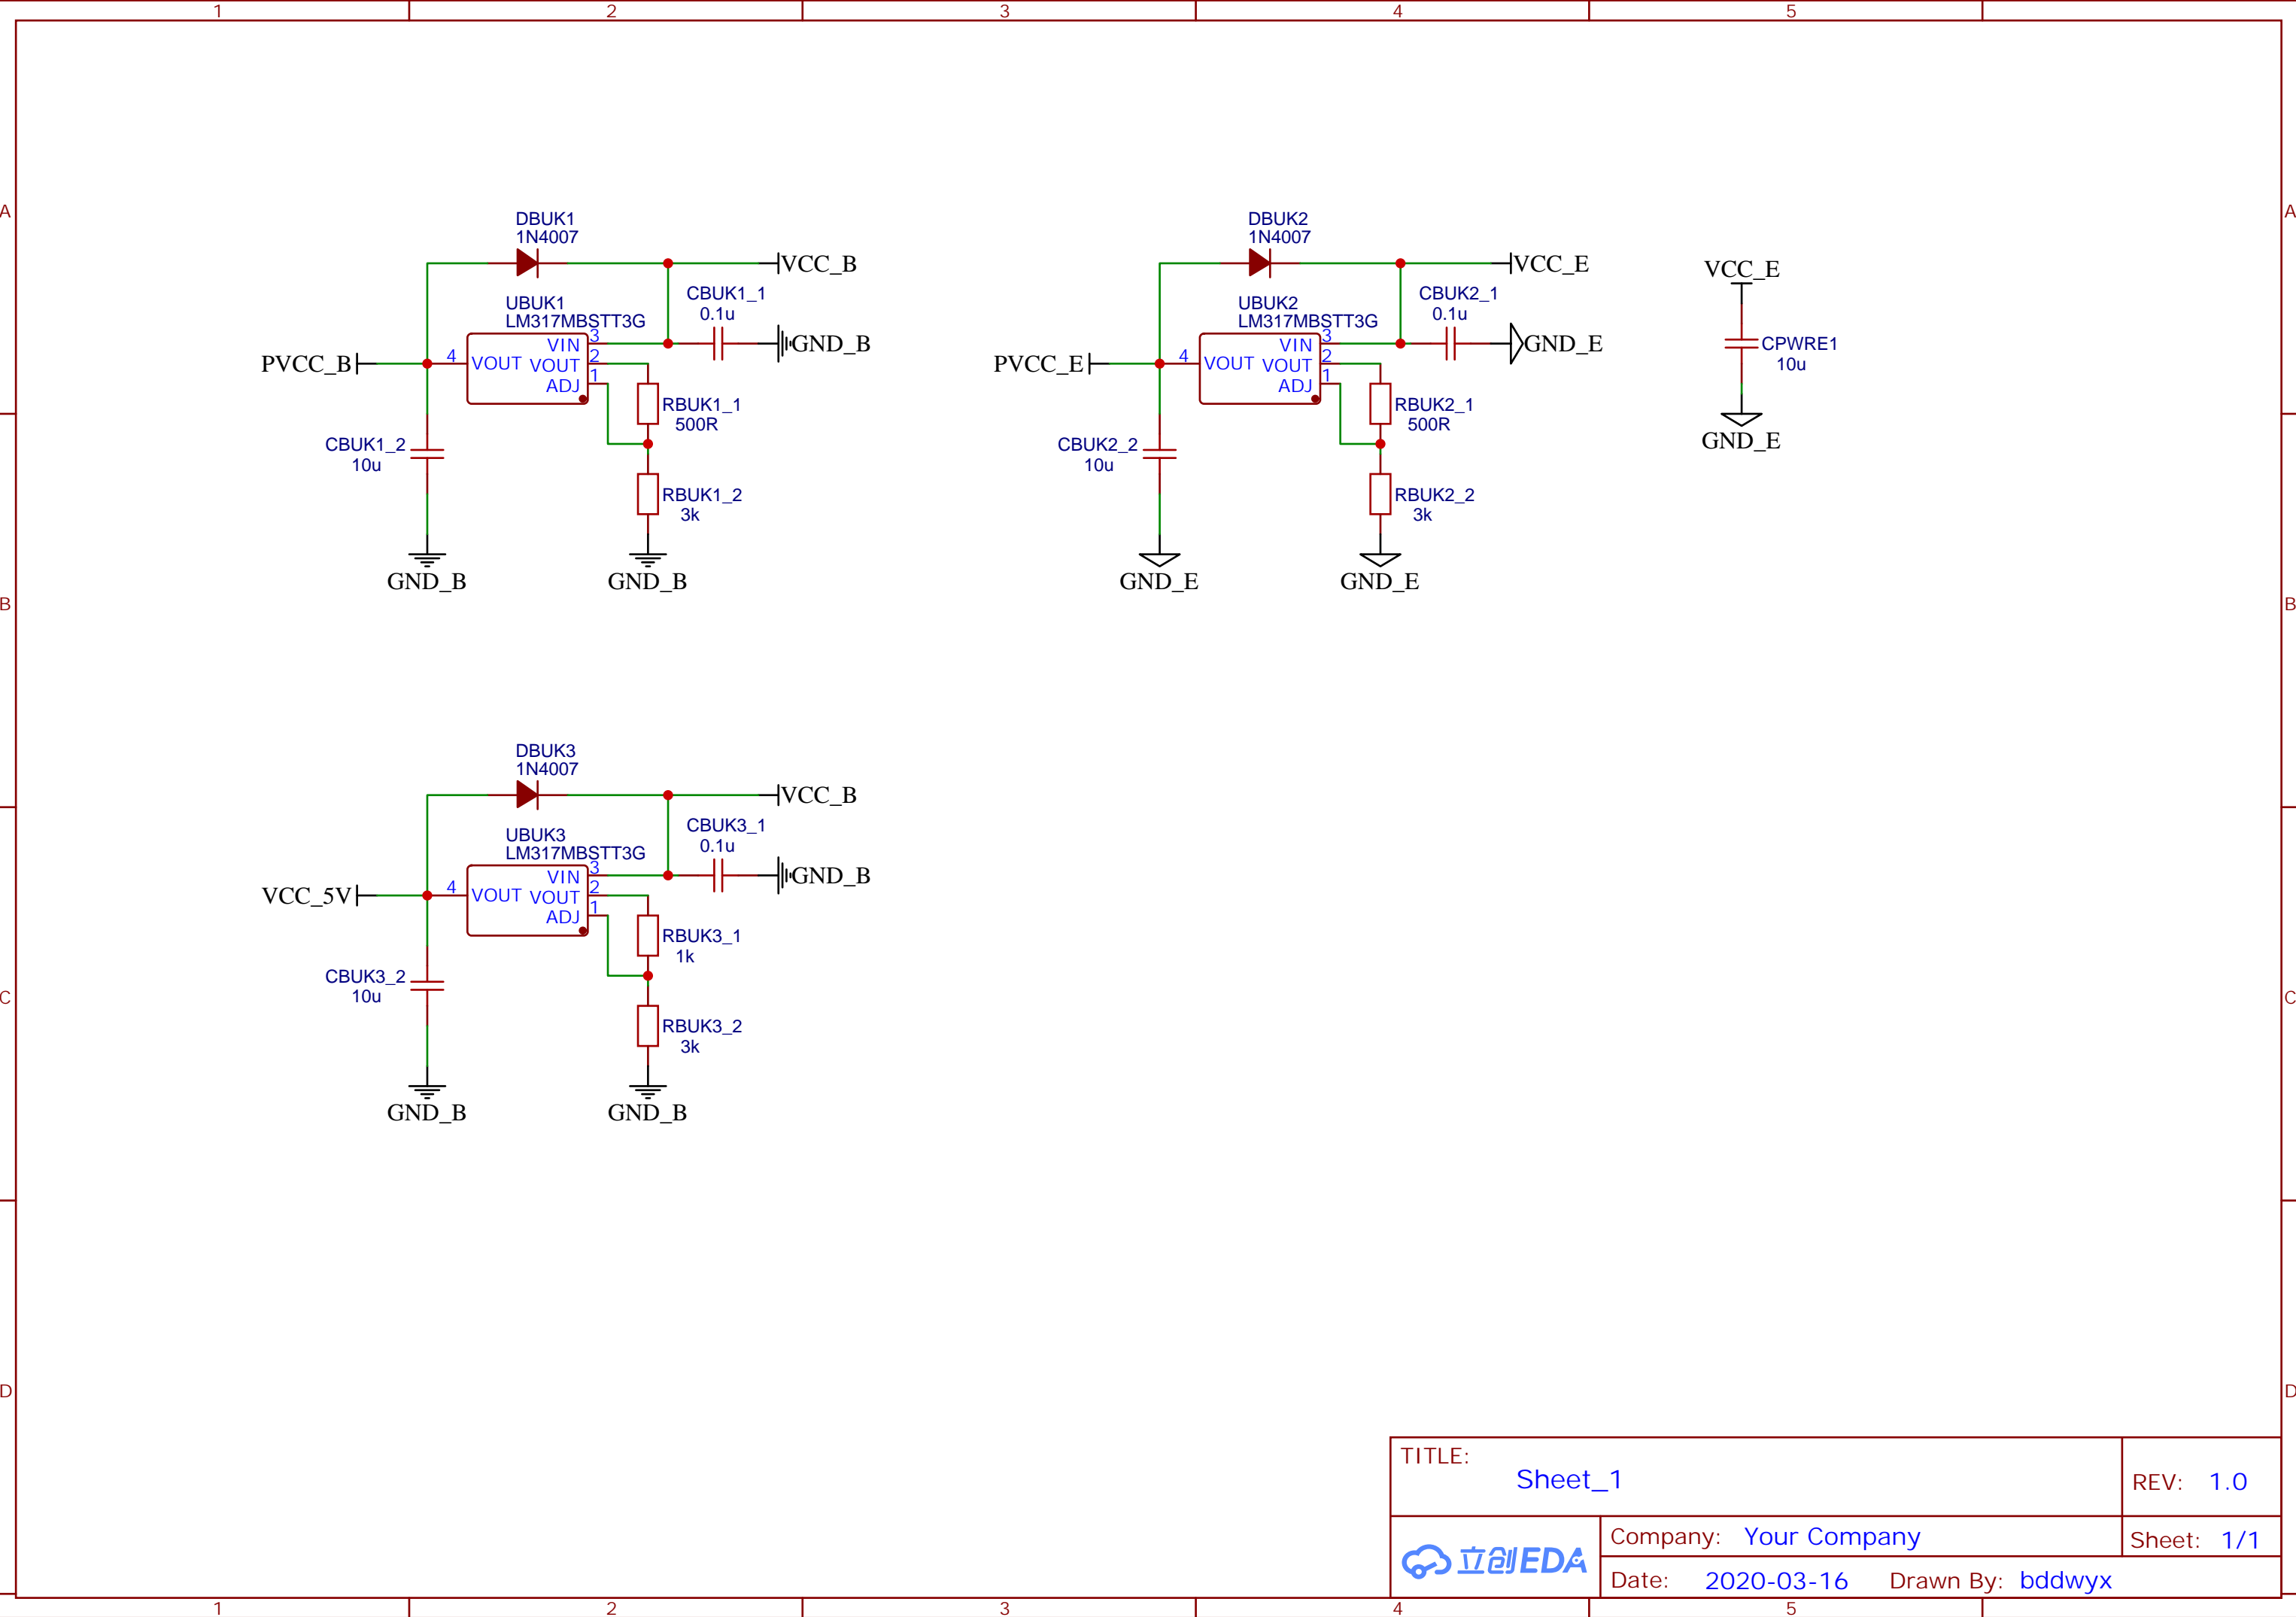 1 2 3 4 5
A A
DBUK1
1N4007
VCC_B
UBUK1
LM317MBSTT3G
CBUK1_1
0.1u
GND_B
PVCC_B
4 VOUT
VIN 3
VOUT 2
ADJ 1
RBUK1_1
500R
CBUK1_2
10u
RBUK1_2
3k
GND_B
GND_B
DBUK2
1N4007
VCC_E
UBUK2
LM317MBSTT3G
CBUK2_1
0.1u
GND_E
PVCC_E
4 VOUT
VIN 3
VOUT 2
ADJ 1
RBUK2_1
500R
CBUK2_2
10u
RBUK2_2
3k
GND_E
GND_E
VCC_E
CPWRE1
10u
GND_E
B B
DBUK3
1N4007
VCC_B
UBUK3
LM317MBSTT3G
CBUK3_1
0.1u
GND_B
VCC_5V
4 VOUT
VIN 3
VOUT 2
ADJ 1
RBUK3_1
1k
CBUK3_2
10u
RBUK3_2
3k
GND_B
GND_B
C C
D D
TITLE:
Sheet_1
REV: 1.0
立创EDA
Company: Your Company
Sheet: 1/1
Date: 2020-03-16 Drawn By: bddwyx
1 2 3 4 5